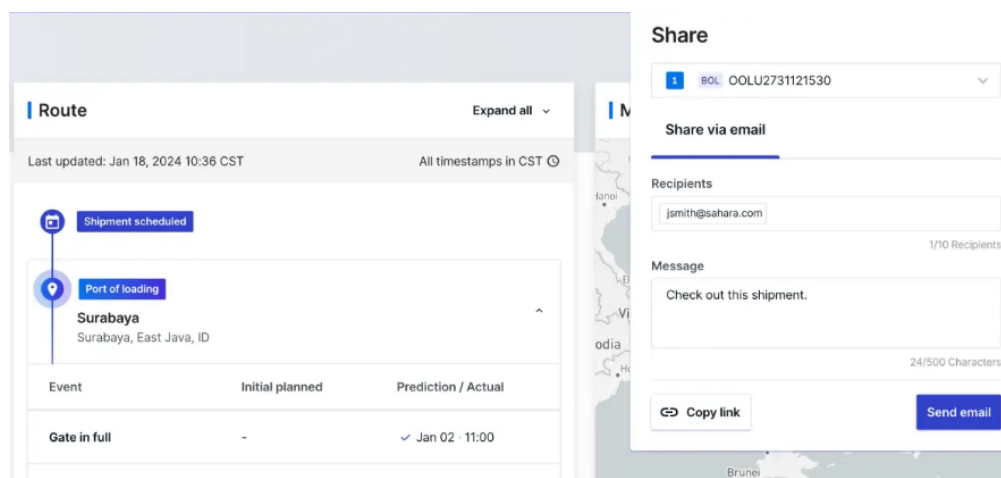 Route
Expand all
Last updated: Jan 18, 2024 10:36 CST
All timestamps in CST
Shipment scheduled
Port of loading
Surabaya
Surabaya, East Java, ID
Event Initial planned Prediction / Actual
Gate in full - Jan 02 · 11:00
M
Hanoi
Vi
odia
Brunei
Share
1 BOL OOLU2731121530
Share via email
Recipients
jsmith@sahara.com
1/10 Recipients
Message
Check out this shipment.
24/500 Characters
Copy link
Send email